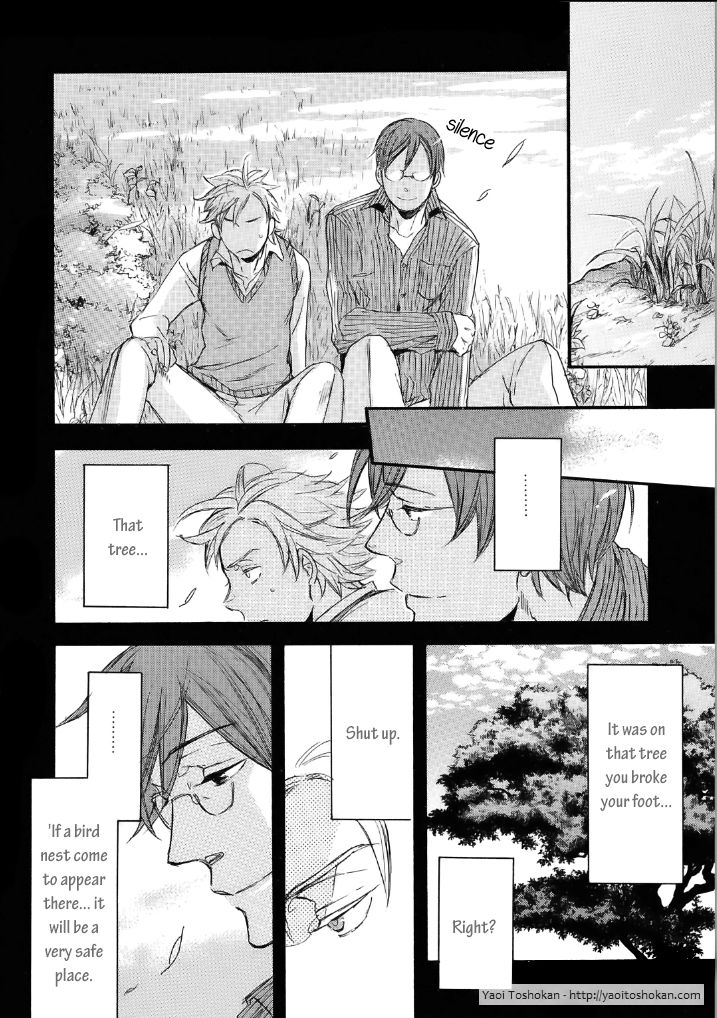 silence
........
That
tree...
It was on
that tree
you broke
your foot...
Right?
Shut up.
........
'If a bird
nest come
to appear
there... it
will be a
very safe
place.
Yaoi Toshokan - http://yaoitoshokan.com